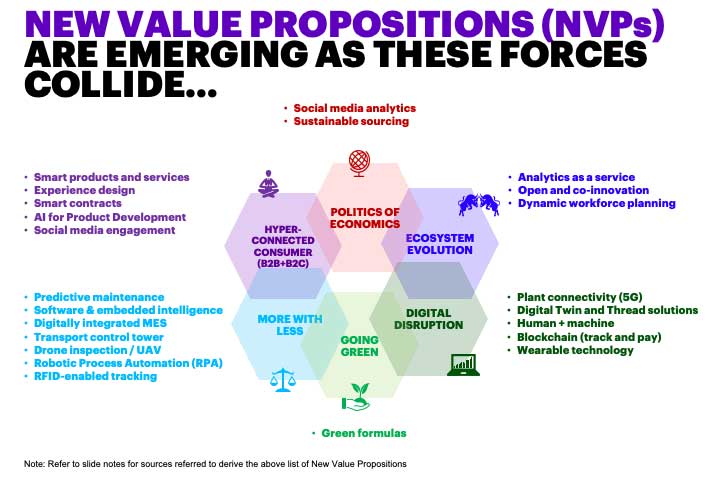 NEW VALUE PROPOSITIONS (NVPs)
ARE EMERGING AS THESE FORCES
COLLIDE...
• Social media analytics
• Sustainable sourcing
• Smart products and services
• Experience design
• Smart contracts
• AI for Product Development
• Social media engagement
• Analytics as a service
• Open and co-innovation
• Dynamic workforce planning
POLITICS OF
ECONOMICS
HYPER-
CONNECTED
CONSUMER
(B2B+B2C)
ECOSYSTEM
EVOLUTION
• Predictive maintenance
• Software & embedded intelligence
• Digitally integrated MES
• Transport control tower
• Drone inspection / UAV
• Robotic Process Automation (RPA)
• RFID-enabled tracking
MORE WITH
LESS
GOING
GREEN
DIGITAL
DISRUPTION
• Plant connectivity (5G)
• Digital Twin and Thread solutions
• Human + machine
• Blockchain (track and pay)
• Wearable technology
• Green formulas
Note: Refer to slide notes for sources referred to derive the above list of New Value Propositions